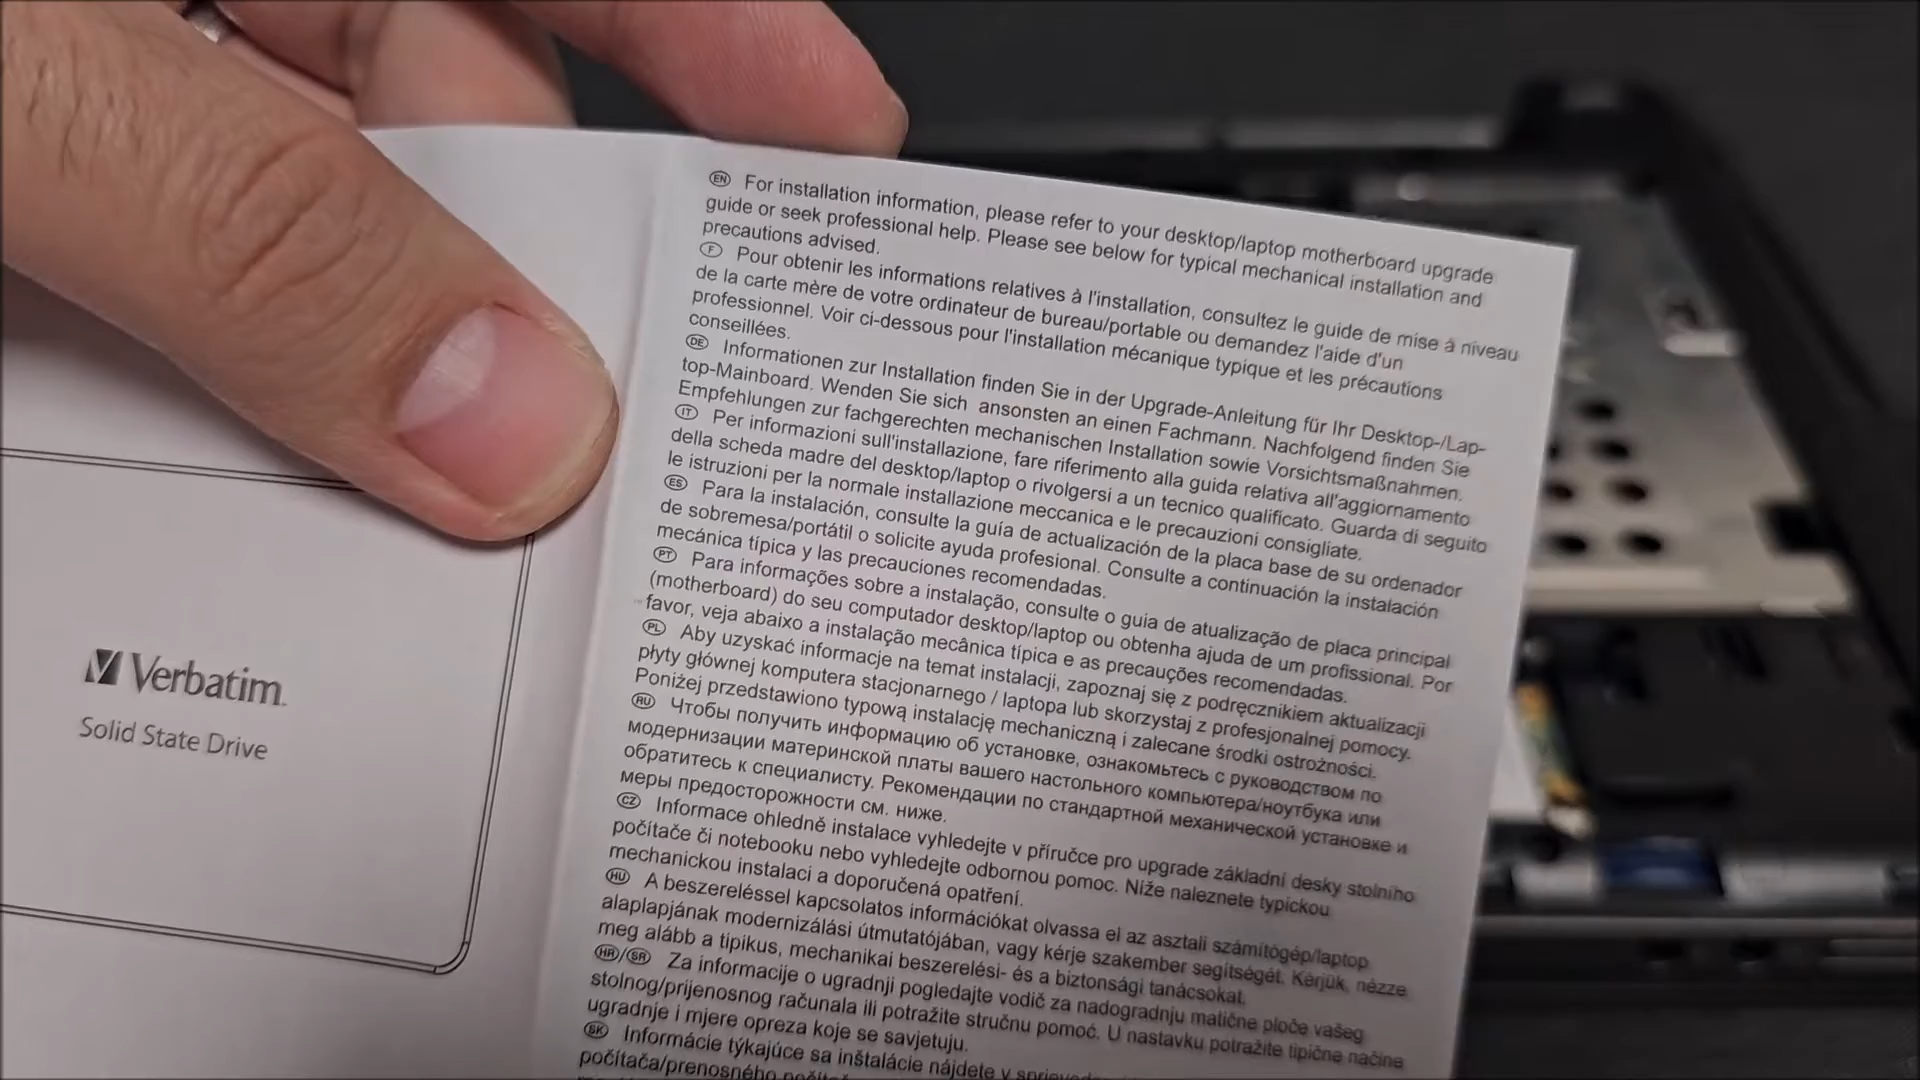 Verbatim
Solid State Drive
EN For installation information, please refer to your desktop/laptop motherboard upgrade
guide or seek professional help. Please see below for typical mechanical installation and
precautions advised.
F Pour obtenir les informations relatives à l'installation, consultez le guide de mise à niveau
de la carte mère de votre ordinateur de bureau/portable ou demandez l'aide d'un
professionnel. Voir ci-dessous pour l'installation mécanique typique et les précautions
conseillées.
DE Informationen zur Installation finden Sie in der Upgrade-Anleitung für Ihr Desktop-/Lap-
top-Mainboard. Wenden Sie sich ansonsten an einen Fachmann. Nachfolgend finden Sie
Empfehlungen zur fachgerechten mechanischen Installation sowie Vorsichtsmaßnahmen.
IT Per informazioni sull'installazione, fare riferimento alla guida relativa all'aggiornamento
della scheda madre del desktop/laptop o rivolgersi a un tecnico qualificato. Guarda di seguito
le istruzioni per la normale installazione meccanica e le precauzioni consigliate.
ES Para la instalación, consulte la guía de actualización de la placa base de su ordenador
de sobremesa/portátil o solicite ayuda profesional. Consulte a continuación la instalación
mecánica típica y las precauciones recomendadas.
PT Para informações sobre a instalação, consulte o guia de atualização de placa principal
(motherboard) do seu computador desktop/laptop ou obtenha ajuda de um profissional. Por
favor, veja abaixo a instalação mecânica típica e as precauções recomendadas.
PL Aby uzyskać informacje na temat instalacji, zapoznaj się z podręcznikiem aktualizacji
płyty głównej komputera stacjonarnego / laptopa lub skorzystaj z profesjonalnej pomocy.
Poniżej przedstawiono typową instalację mechaniczną i zalecane środki ostrożności.
RU Чтобы получить информацию об установке, ознакомьтесь с руководством по
модернизации материнской платы вашего настольного компьютера/ноутбука или
обратитесь к специалисту. Рекомендации по стандартной механической установке и
меры предосторожности см. ниже.
CZ Informace ohledně instalace vyhledejte v příručce pro upgrade základní desky stolního
počítače či notebooku nebo vyhledejte odbornou pomoc. Níže naleznete typickou
mechanickou instalaci a doporučená opatření.
HU A beszereléssel kapcsolatos információkat olvassa el az asztali számítógép/laptop
alaplapjának modernizálási útmutatójában, vagy kérje szakember segítségét. Kérjük, nézze
meg alább a tipikus, mechanikai beszerelési- és a biztonsági tanácsokat.
HR/SR Za informacije o ugradnji pogledajte vodič za nadogradnju matične ploče vašeg
stolnog/prijenosnog računala ili potražite stručnu pomoć. U nastavku potražite tipične načine
ugradnje i mjere opreza koje se savjetuju.
SK Informácie týkajúce sa inštalácie nájdete v
počítača/prenosného